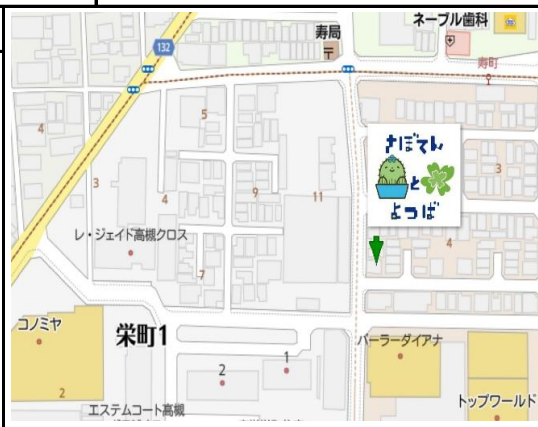 ネーブル歯科
寿局
〒
132
寿町
5
4
さぼてん
と
よつば
3
3
4
9
11
4
レ・ジェイド高槻クロス
7
コノミヤ
栄町1
パーラーダイアナ
2
1
2
トップワールド
エステムコート高槻